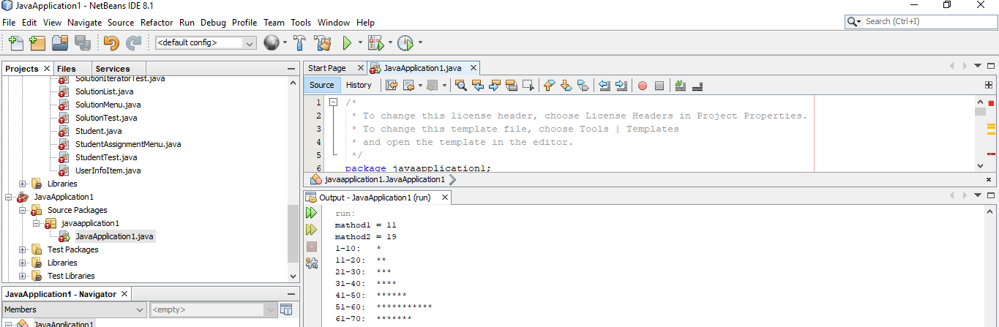 JavaApplication1 - NetBeans IDE 8.1
File Edit View Navigate Source Refactor Run Debug Profile Team Tools Window Help
Search (Ctrl+I)
<default config>
Projects Files Services
SolutionIteratorTest.java
SolutionList.java
SolutionMenu.java
SolutionTest.java
Student.java
StudentAssignmentMenu.java
StudentTest.java
UserInfoItem.java
Libraries
JavaApplication1
Source Packages
javaapplication1
JavaApplication1.java
Test Packages
Libraries
Test Libraries
JavaApplication1 - Navigator
Members <empty>
JavaApplication1
Start Page JavaApplication1.java
Source History
1 /*
2 * To change this license header, choose License Headers in Project Properties.
3 * To change this template file, choose Tools | Templates
4 * and open the template in the editor.
5 */
6 package javaapplication1;
javaapplication1.JavaApplication1
Output - JavaApplication1 (run)
run:
mathod1 = 11
mathod2 = 19
1-10: *
11-20: **
21-30: ***
31-40: ****
41-50: ******
51-60: ***********
61-70: *******